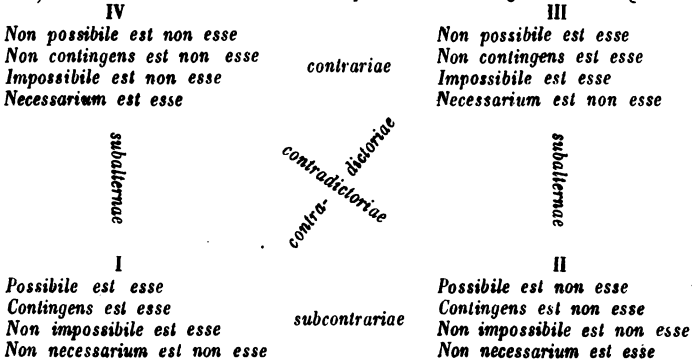 IV
Non possibile est non esse
Non contingens est non esse
Impossibile est non esse
Necessarium est esse
contrariae
III
Non possibile est esse
Non contingens est esse
Impossibile est esse
Necessarium est non esse
subalternae
contradictoriae
contra- dictoriae
subalternae
I
Possibile est esse
Contingens est esse
Non impossibile est esse
Non necessarium est non esse
subcontrariae
II
Possibile est non esse
Contingens est non esse
Non impossibile est non esse
Non necessarium est esse